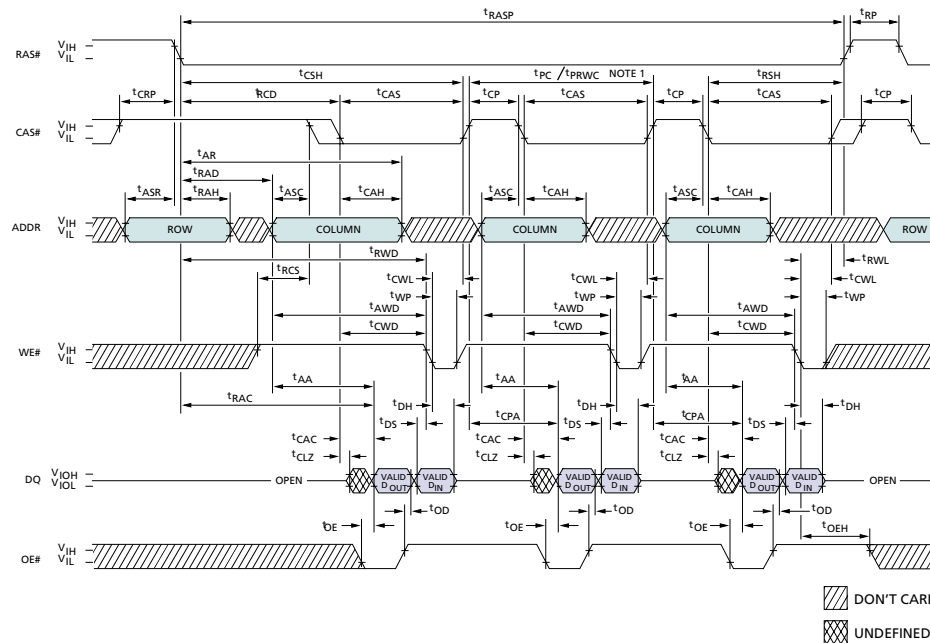 tRASP tRP
RAS# VIH
VIL
tCSH tPC / tPRWC NOTE 1 tRSH
tCRP tRCD tCAS tCP tCAS tCP tCAS tCP
CAS# VIH
VIL
tAR
tRAD
tASR tRAH tASC tCAH tASC tCAH tASC tCAH
ADDR VIH
VIL
ROW COLUMN COLUMN COLUMN ROW
tRWD tRWL
tRCS tCWL tCWL tCWL
tWP tWP tWP
tAWD tAWD tAWD
tCWD tCWD tCWD
WE# VIH
VIL
tAA tAA tAA
tRAC tDH tCPA tDH tCPA tDH
tDS tDS tDS
tCAC tCAC tCAC
tCLZ tCLZ tCLZ
DQ VIOH
VIOL
OPEN VALID DOUT VALID DIN VALID DOUT VALID DIN VALID DOUT VALID DIN OPEN
tOE tOD tOE tOD tOE tOD
tOEH
OE# VIH
VIL
DON'T CARE
UNDEFINED